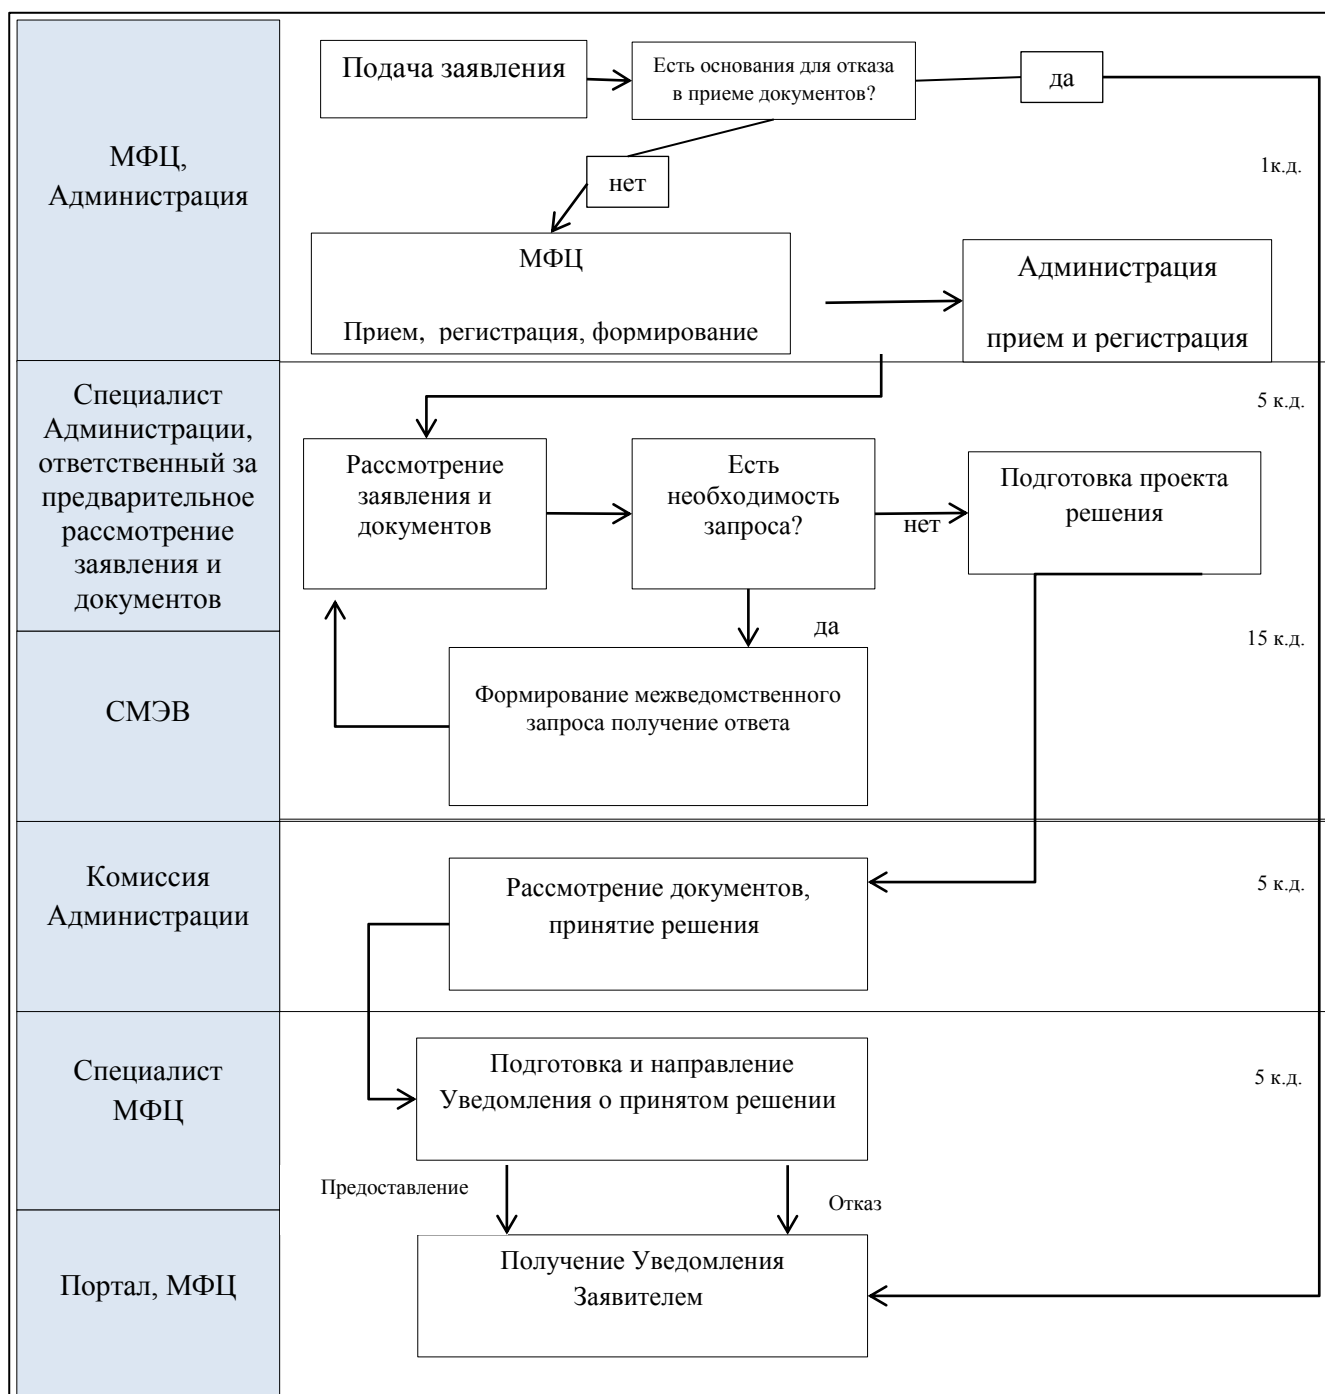 МФЦ,
Администрация
Подача заявления
Есть основания для отказа
в приеме документов?
да
нет
1к.д.
МФЦ
Прием,  регистрация, формирование
Администрация
прием и регистрация
Специалист
Администрации,
ответственный за
предварительное
рассмотрение
заявления и
документов
5 к.д.
Рассмотрение
заявления и
документов
Есть
необходимость
запроса?
нет
Подготовка проекта
решения
да
СМЭВ
15 к.д.
Формирование межведомственного
запроса получение ответа
Комиссия
Администрации
Рассмотрение документов,
принятие решения
5 к.д.
Специалист
МФЦ
Подготовка и направление
Уведомления о принятом решении
5 к.д.
Предоставление
Отказ
Портал, МФЦ
Получение Уведомления
Заявителем